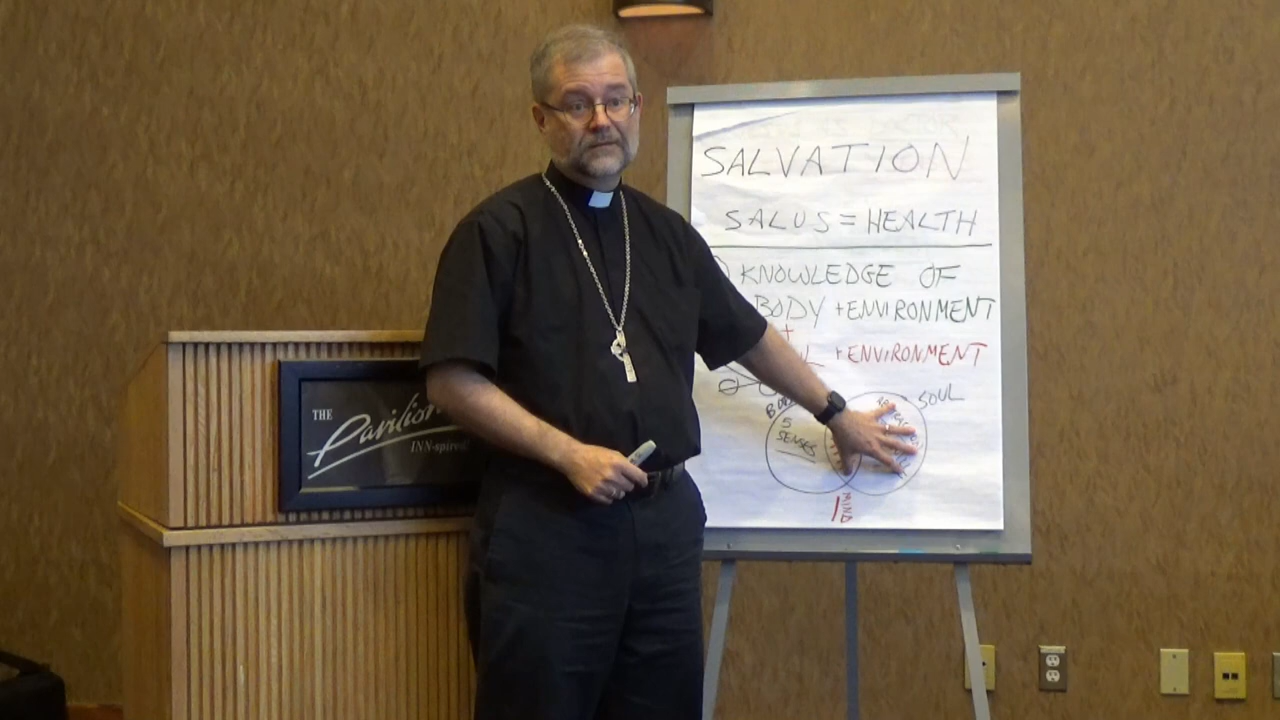 THE
Pavilion
INN-spired
SALVATION
SALUS = HEALTH
KNOWLEDGE OF
BODY + ENVIRONMENT
+
+ ENVIRONMENT
SOUL
5
SENSES
MIND